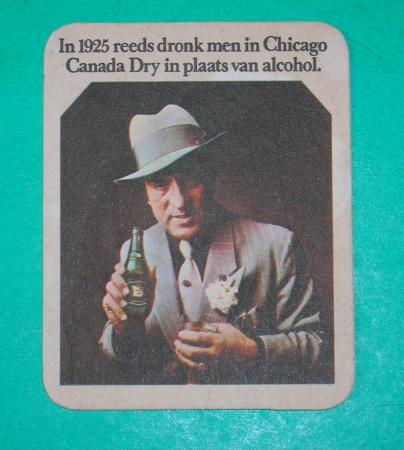 In 1925 reeds dronk men in Chicago
Canada Dry in plaats van alcohol.